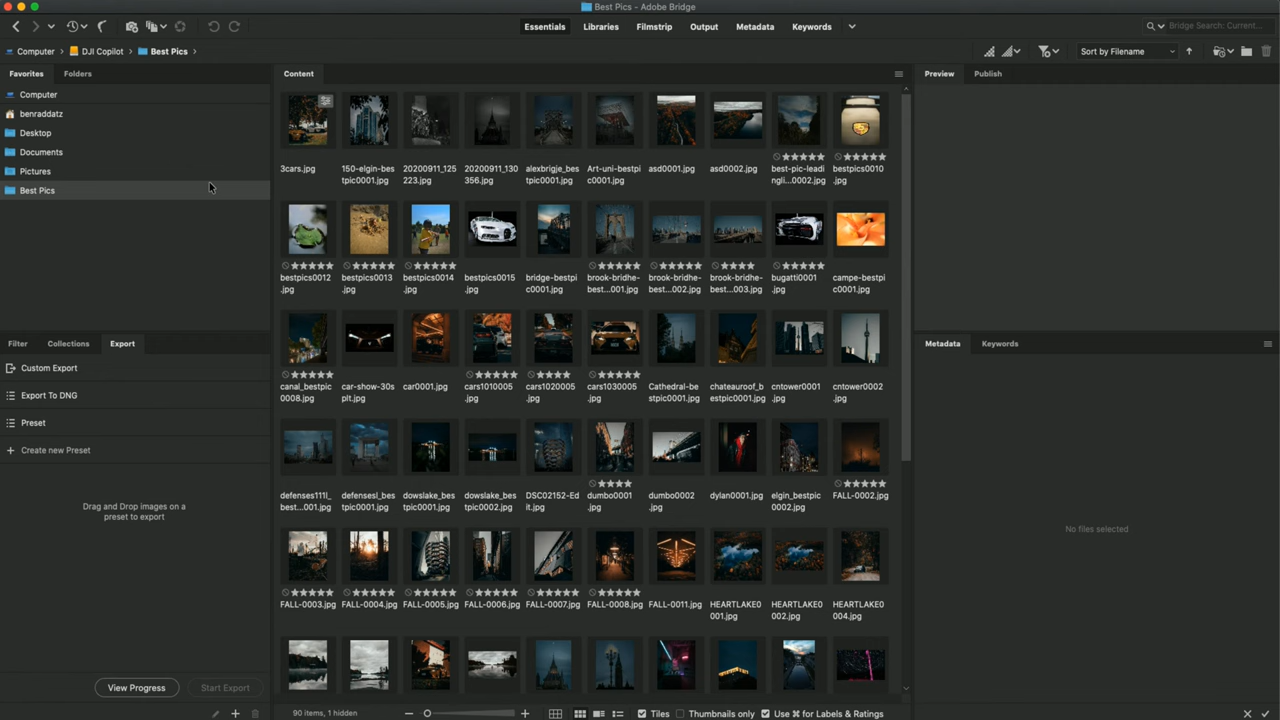 Best Pics - Adobe Bridge
Essentials Libraries Filmstrip Output Metadata Keywords
Bridge Search: Current...
Computer DJI Copilot Best Pics
Sort by Filename
Favorites Folders
Computer
benraddatz
Desktop
Documents
Pictures
Best Pics
Filter Collections Export
Custom Export
Export To DNG
Preset
Create new Preset
Drag and Drop images on a
preset to export
View Progress Start Export
Content
3cars.jpg
150-elgin-bes
tpic0001.jpg
20200911_125
223.jpg
20200911_130
356.jpg
alexbrigje_bes
tpic0001.jpg
Art-uni-bestpi
c0001.jpg
asd0001.jpg
asd0002.jpg
best-pic-leadi
ngli...0002.jpg
bestpics0010
.jpg
bestpics0012
.jpg
bestpics0013
.jpg
bestpics0014
.jpg
bestpics0015
.jpg
bridge-bestpi
c0001.jpg
brook-bridhe-
best...001.jpg
brook-bridhe-
best...002.jpg
brook-bridhe-
best...003.jpg
bugatti0001
.jpg
campe-bestpi
c0001.jpg
canal_bestpic
0008.jpg
car-show-30s
plt.jpg
car0001.jpg
cars1010005
.jpg
cars1020005
.jpg
cars1030005
.jpg
Cathedral-be
stpic0001.jpg
chateauroof_b
estpic0001.jpg
cntower0001
.jpg
cntower0002
.jpg
defenses111l_
best...001.jpg
defensesl_bes
tpic0001.jpg
dowslake_bes
tpic0001.jpg
dowslake_bes
tpic0002.jpg
DSC02152-Ed
it.jpg
dumbo0001
.jpg
dumbo0002
.jpg
dylan0001.jpg
elgin_bestpic
0002.jpg
FALL-0002.jpg
FALL-0003.jpg
FALL-0004.jpg
FALL-0005.jpg
FALL-0006.jpg
FALL-0007.jpg
FALL-0008.jpg
FALL-0011.jpg
HEARTLAKE0
001.jpg
HEARTLAKE0
002.jpg
HEARTLAKE0
004.jpg
90 items, 1 hidden
Tiles Thumbnails only Use ⌘ for Labels & Ratings
Preview Publish
Metadata Keywords
No files selected